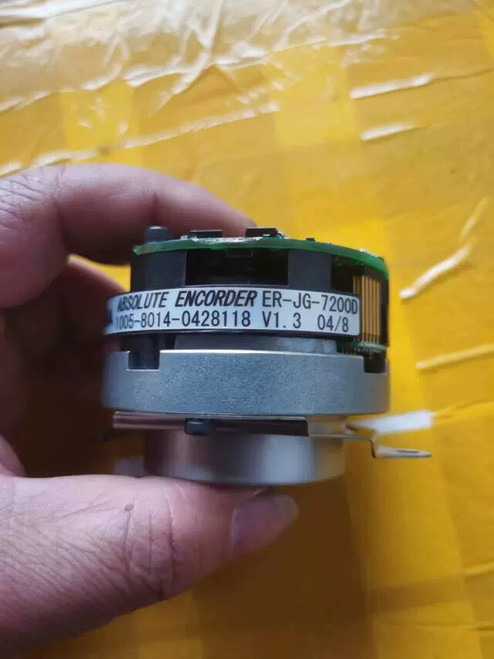 ABSOLUTE ENCORDER ER-JG-7200D
1005-8014-0428118 V1.3 04/8